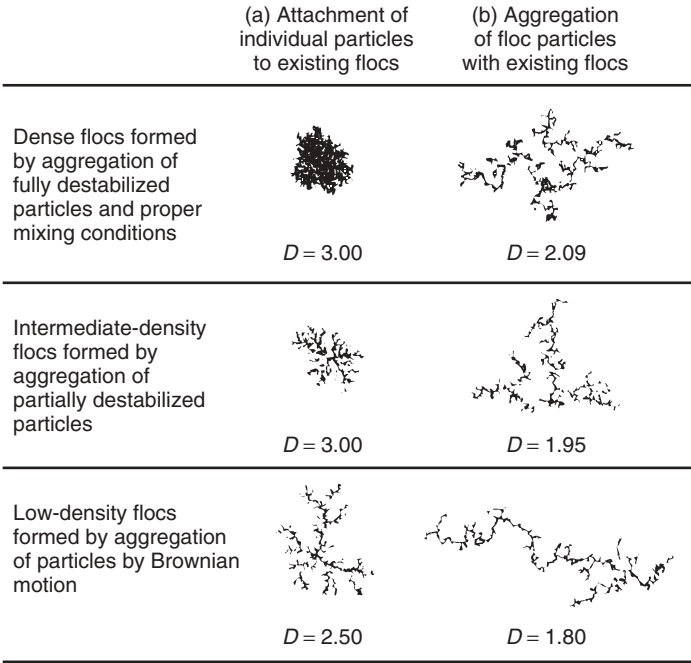 (a) Attachment of
individual particles
to existing flocs
(b) Aggregation
of floc particles
with existing flocs
Dense flocs formed
by aggregation of
fully destabilized
particles and proper
mixing conditions
D = 3.00
D = 2.09
Intermediate-density
flocs formed by
aggregation of
partially destabilized
particles
D = 3.00
D = 1.95
Low-density flocs
formed by aggregation
of particles by Brownian
motion
D = 2.50
D = 1.80